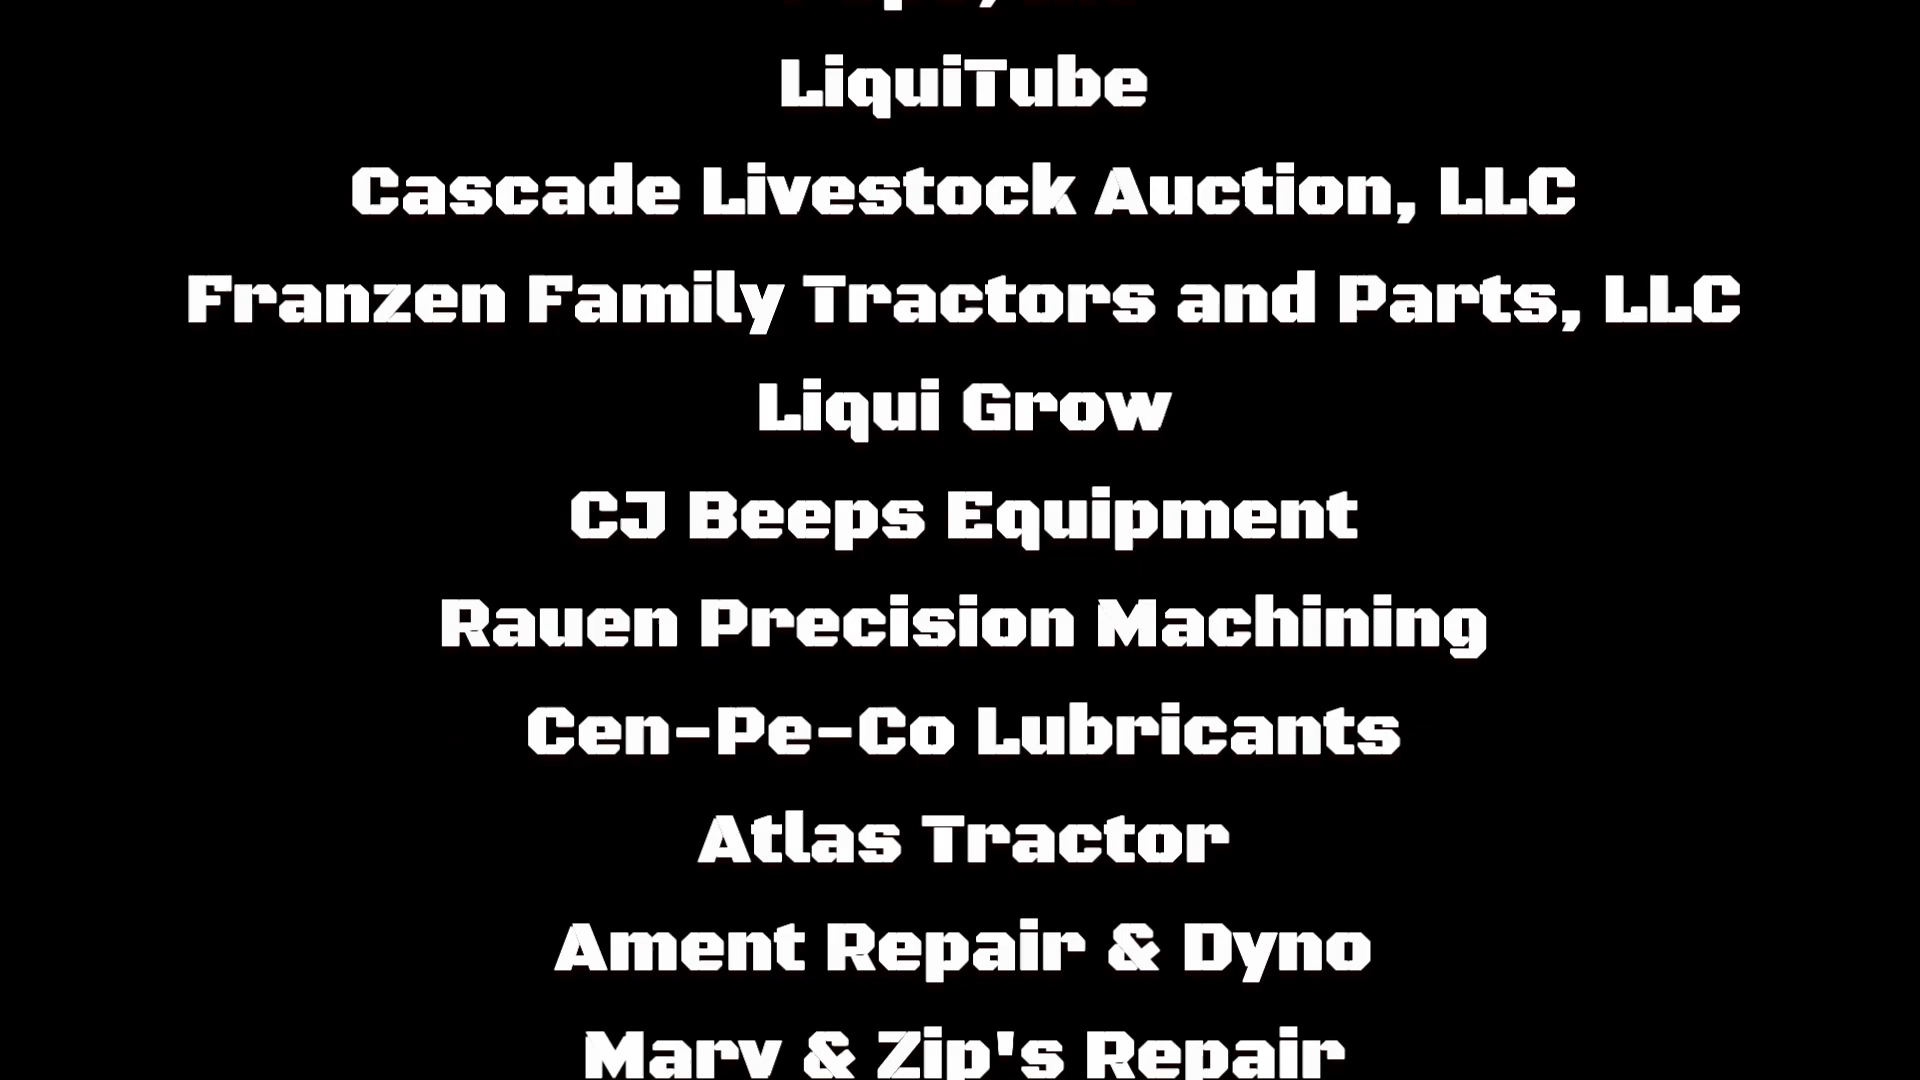 LiquiTube
Cascade Livestock Auction, LLC
Franzen Family Tractors and Parts, LLC
Liqui Grow
CJ Beeps Equipment
Rauen Precision Machining
Cen-Pe-Co Lubricants
Atlas Tractor
Ament Repair & Dyno
Marv & Zip's Repair